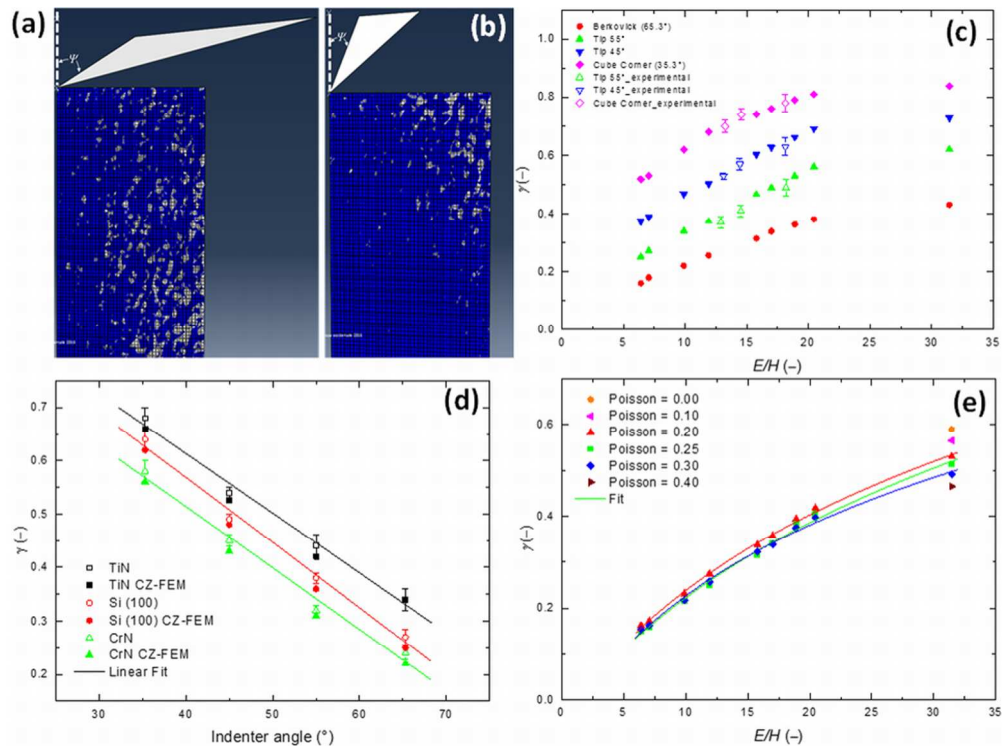 (a)
Ψ
(b)
Ψ
(c)
Berkovick (65.3°)
Tip 55°
Tip 45°
Cube Corner (35.3°)
Tip 55°_experimental
Tip 45°_experimental
Cube Corner_experimental
1.0
0.8
0.6
0.4
0.2
0.0
γ(–)
0 5 10 15 20 25 30 35
E/H (–)
(d)
0.7
0.6
0.5
0.4
0.3
0.2
γ (–)
TiN
TiN CZ-FEM
Si (100)
Si (100) CZ-FEM
CrN
CrN CZ-FEM
Linear Fit
30 40 50 60 70
Indenter angle (°)
(e)
Poisson = 0.00
Poisson = 0.10
Poisson = 0.20
Poisson = 0.25
Poisson = 0.30
Poisson = 0.40
Fit
0.6
0.4
0.2
0.0
γ (–)
0 5 10 15 20 25 30 35
E/H (–)